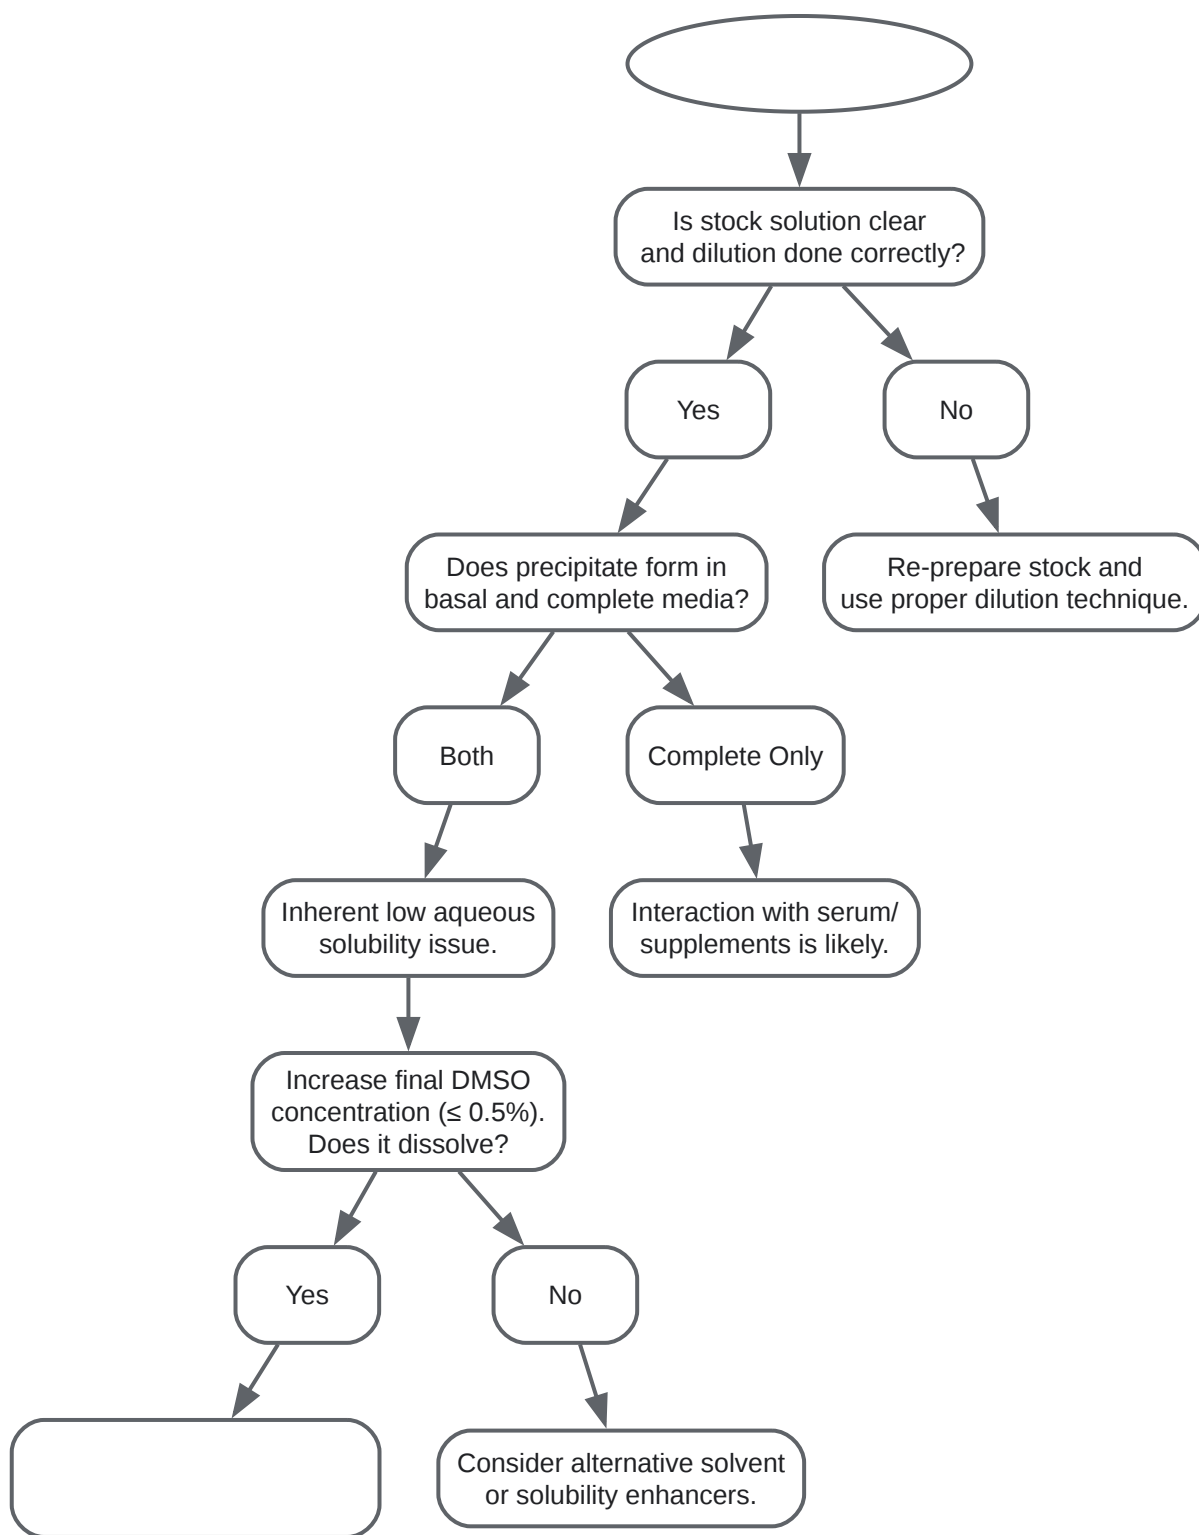 Is stock solution clear
and dilution done correctly?
Yes
No
Does precipitate form in
basal and complete media?
Re-prepare stock and
use proper dilution technique.
Both
Complete Only
Inherent low aqueous
solubility issue.
Interaction with serum/
supplements is likely.
Increase final DMSO
concentration (≤ 0.5%).
Does it dissolve?
Yes
No
Consider alternative solvent
or solubility enhancers.